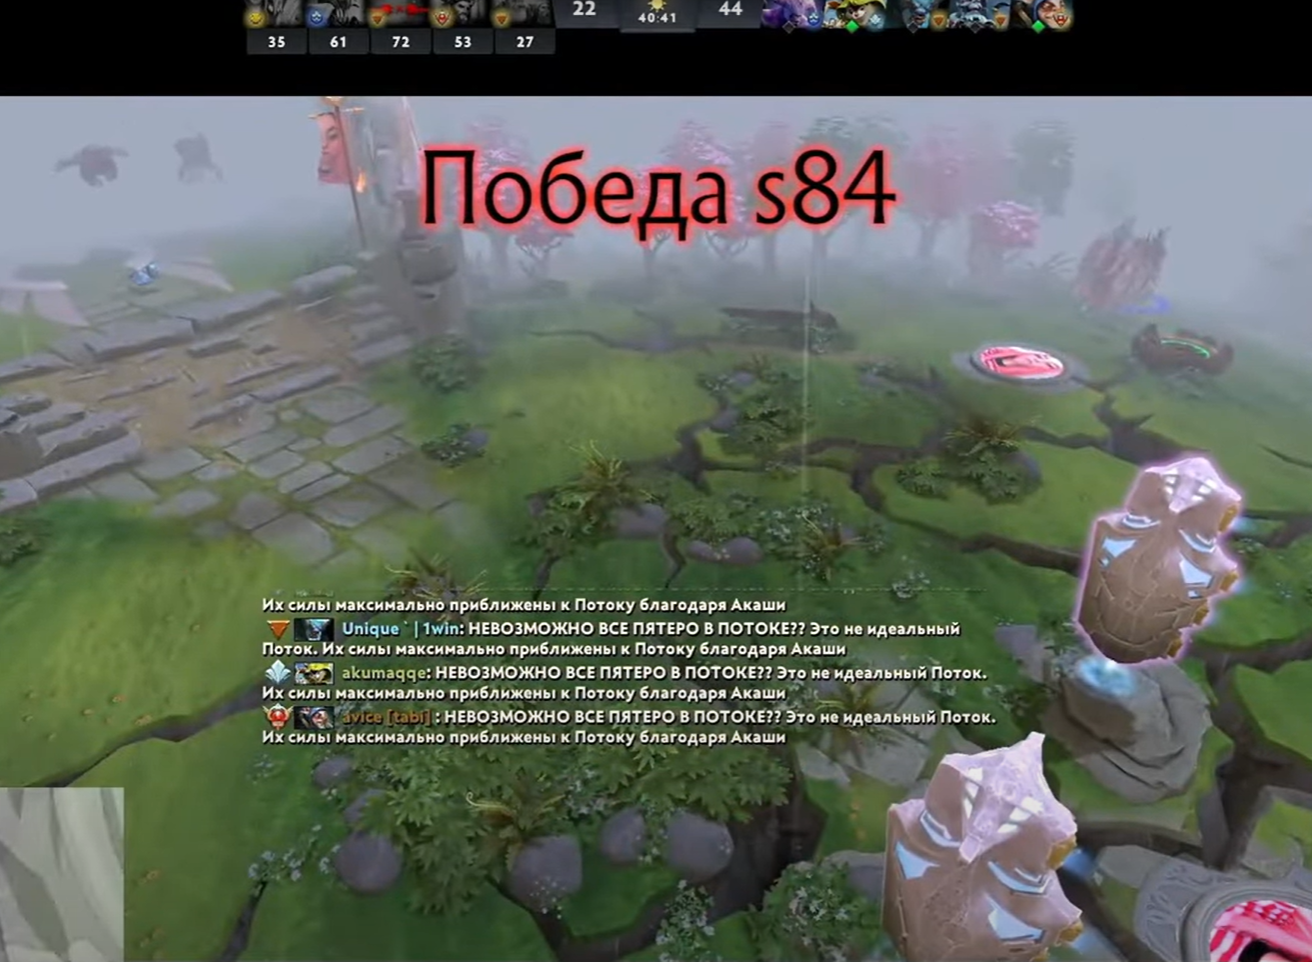 22 40:41 44
35 61 72 53 27
Победа s84
Их силы максимально приближены к Потоку благодаря Акаши
Unique` | 1win: НЕВОЗМОЖНО ВСЕ ПЯТЕРО В ПОТОКЕ?? Это не идеальный
Поток. Их силы максимально приближены к Потоку благодаря Акаши
akumaqqe: НЕВОЗМОЖНО ВСЕ ПЯТЕРО В ПОТОКЕ?? Это не идеальный Поток.
Их силы максимально приближены к Потоку благодаря Акаши
avice [tabi] : НЕВОЗМОЖНО ВСЕ ПЯТЕРО В ПОТОКЕ?? Это не идеальный Поток.
Их силы максимально приближены к Потоку благодаря Акаши